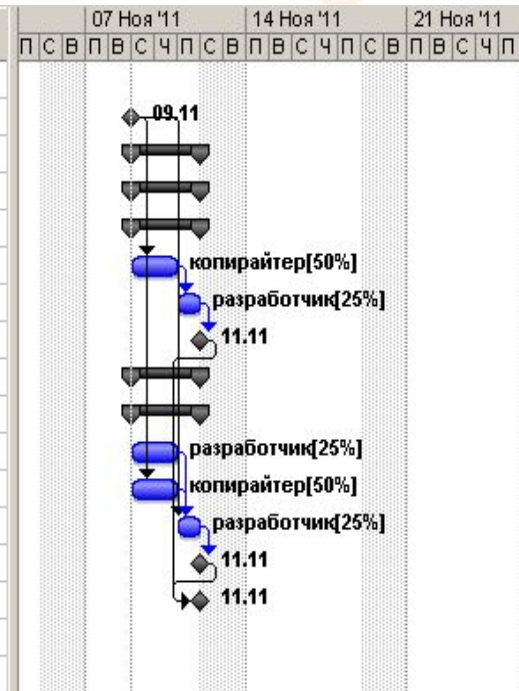 07 Ноя '11 14 Ноя '11 21 Ноя '11
П С В П В С Ч П С В П В С Ч П С В П В С Ч П
09.11
копирайтер[50%]
разработчик[25%]
11.11
разработчик[25%]
копирайтер[50%]
разработчик[25%]
11.11
11.11